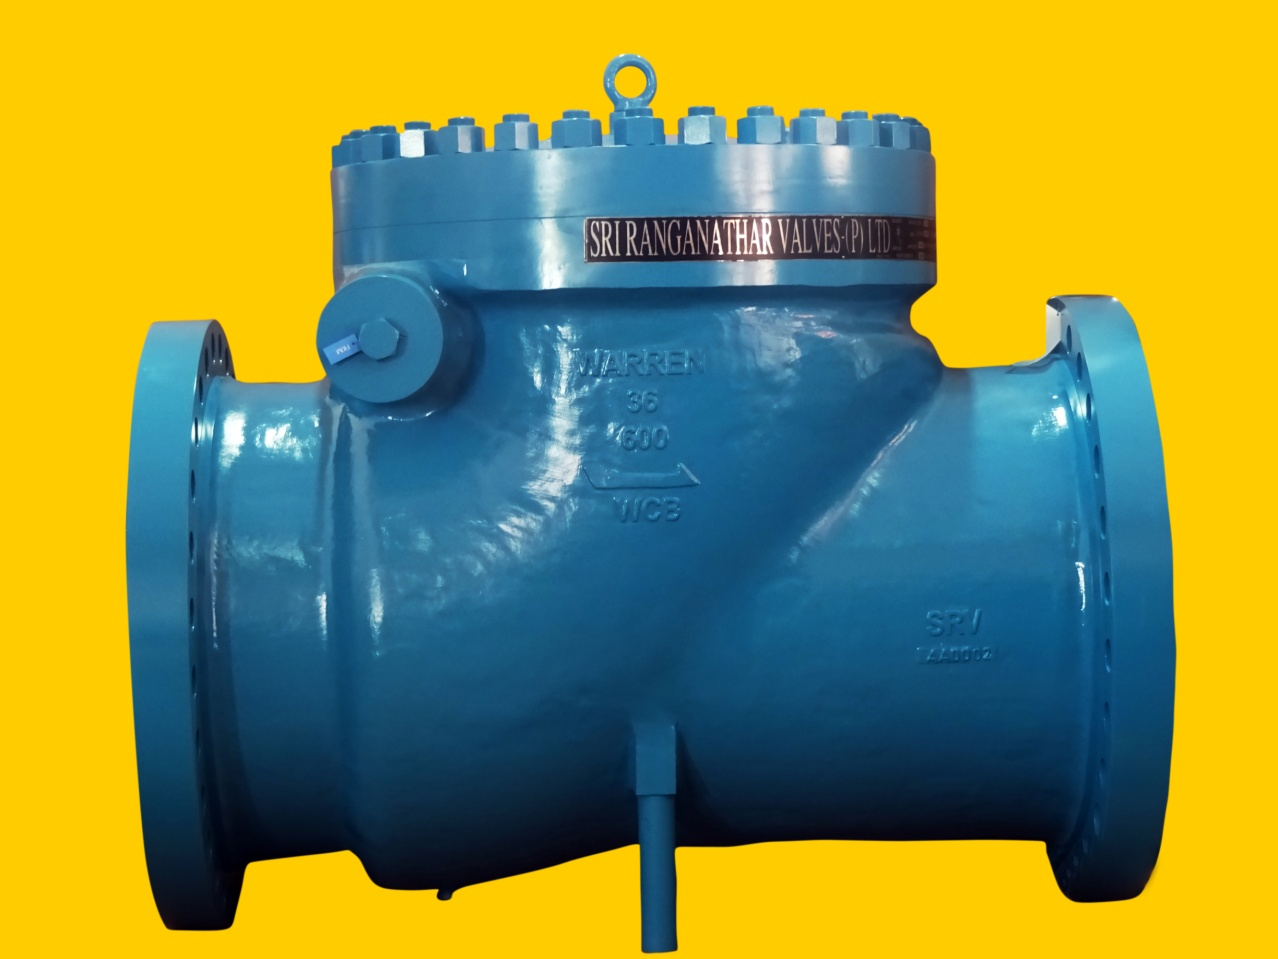 SRI RANGANATHAR VALVES-(P) LTD
WARREN
36
600
WCB
SRV